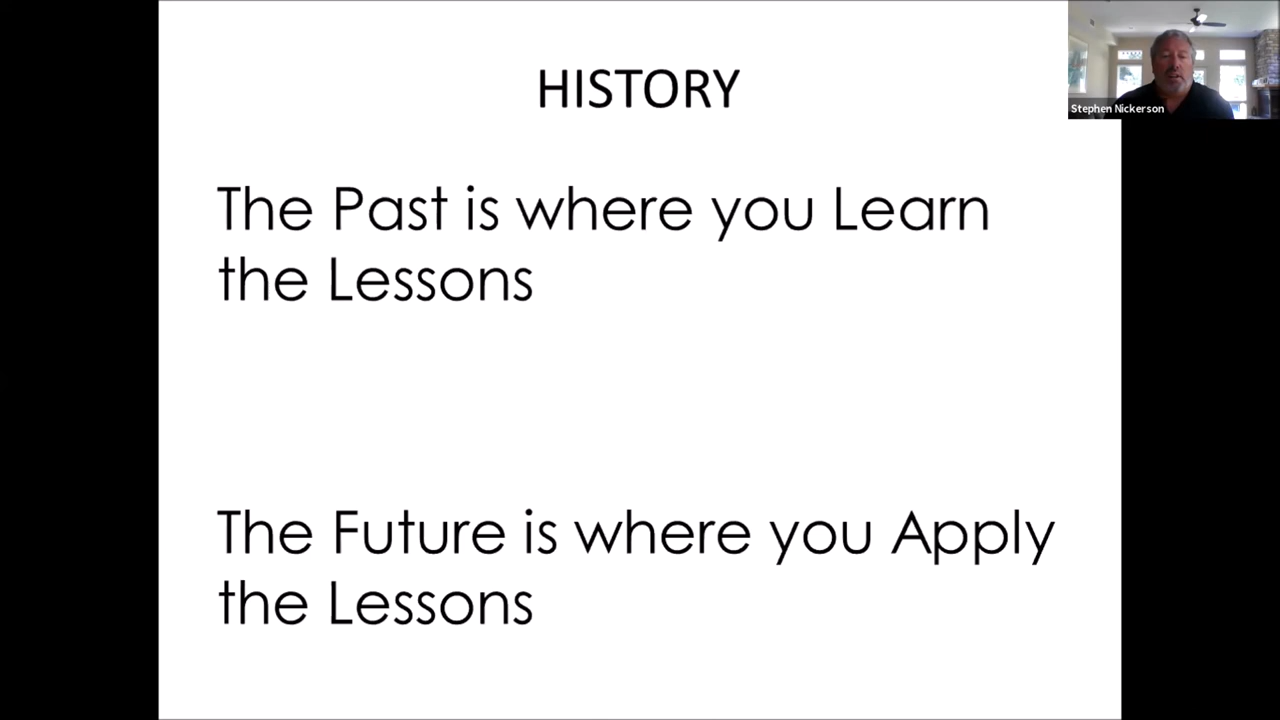 HISTORY
The Past is where you Learn
the Lessons
The Future is where you Apply
the Lessons
Stephen Nickerson